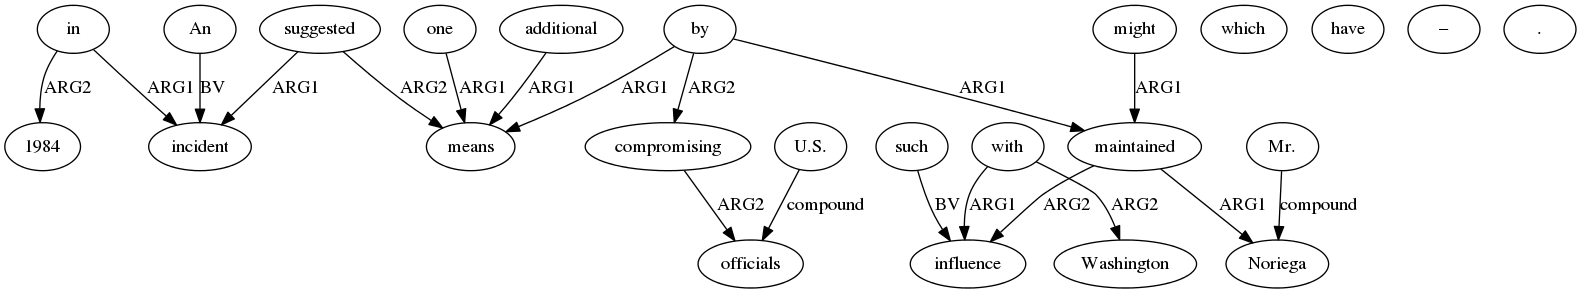 in An suggested one additional by might which have – .
ARG2 ARG1 BV ARG1 ARG2 ARG1 ARG1 ARG1 ARG2 ARG1 ARG1
1984 incident means compromising U.S. such with maintained Mr.
ARG2 compound BV ARG1 ARG2 ARG2 ARG1 compound
officials influence Washington Noriega